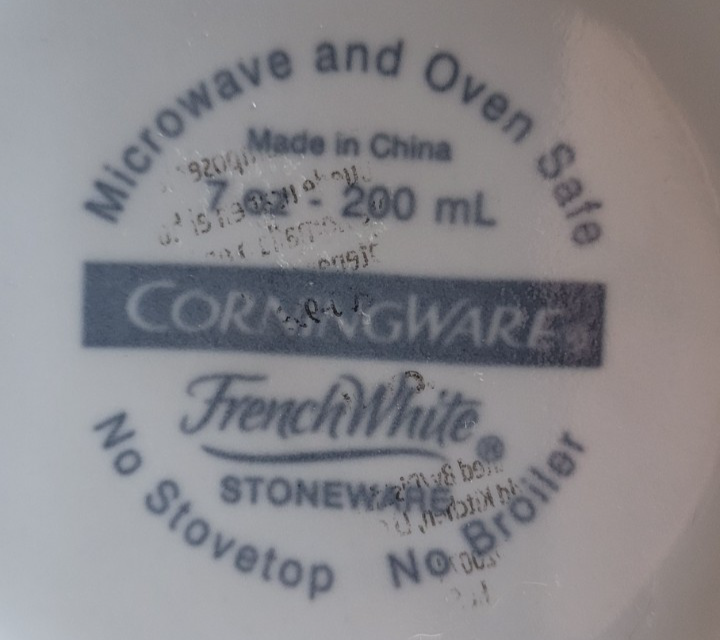 Microwave and Oven Safe
Made in China
7 oz - 200 mL
CORNINGWARE®
French White®
STONEWARE
No Stovetop No Broiler